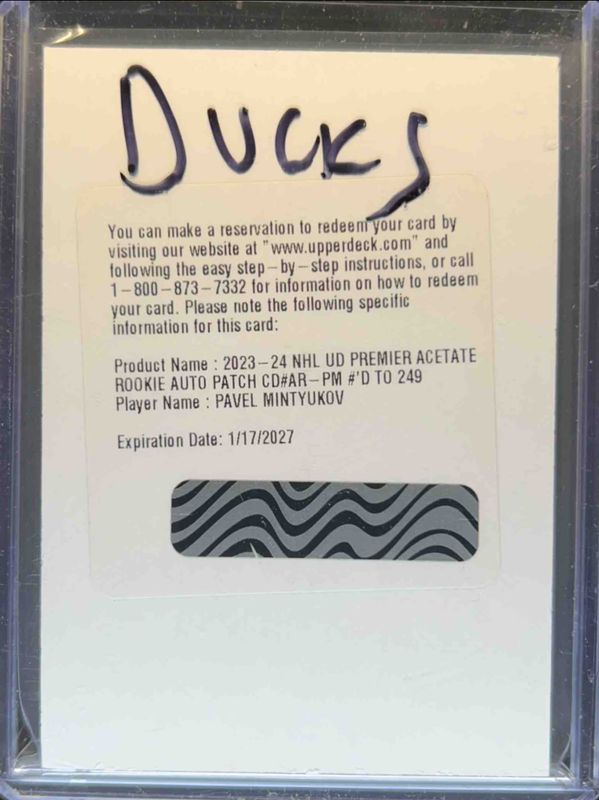 DUCKS
You can make a reservation to redeem your card by
visiting our website at "www.upperdeck.com" and
following the easy step–by–step instructions, or call
1–800–873–7332 for information on how to redeem
your card. Please note the following specific
information for this card:
Product Name : 2023–24 NHL UD PREMIER ACETATE
ROOKIE AUTO PATCH CD#AR–PM #'D TO 249
Player Name : PAVEL MINTYUKOV
Expiration Date: 1/17/2027